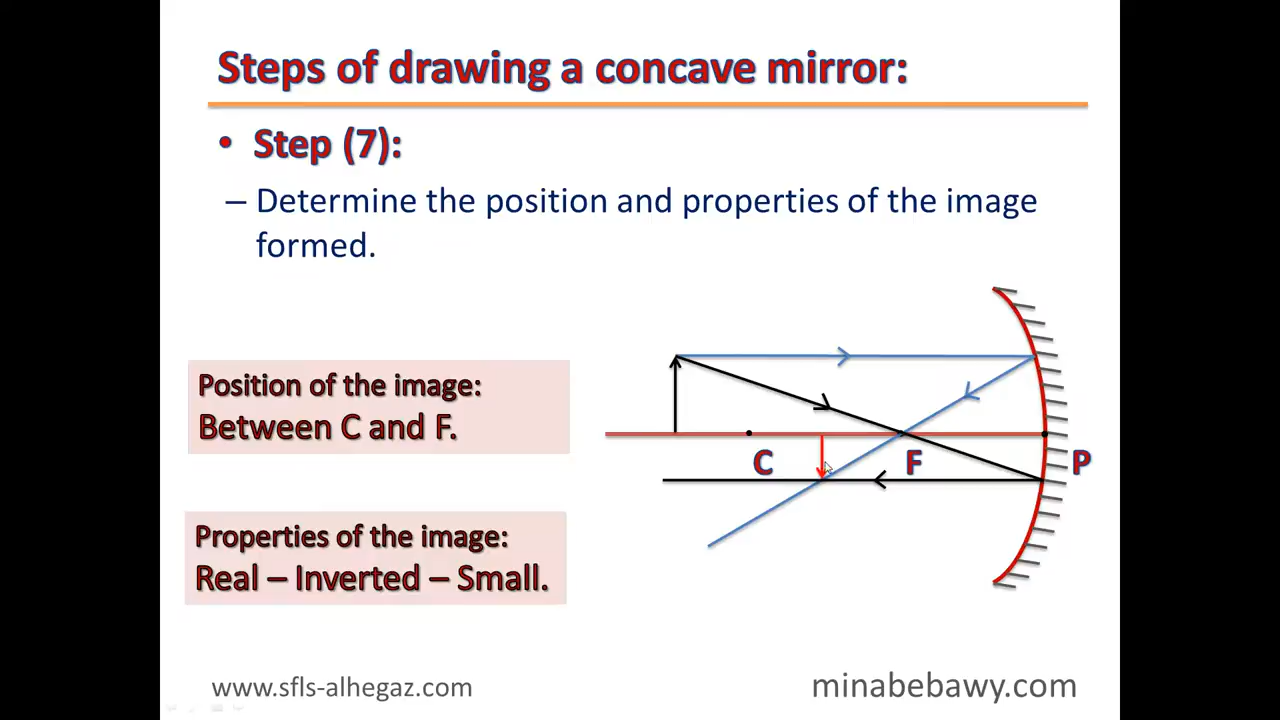 Steps of drawing a concave mirror:
• Step (7):
– Determine the position and properties of the image
formed.
Position of the image:
Between C and F.
Properties of the image:
Real – Inverted – Small.
C F P
www.sfls-alhegaz.com
minabebawy.com